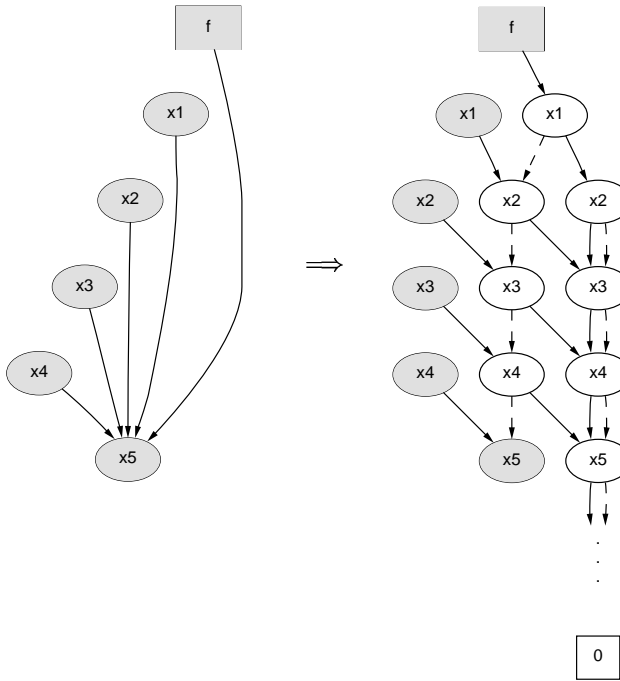 f
x1
x2
x3
x4
x5
⟹
f
x1 x1
x2 x2 x2
x3 x3 x3
x4 x4 x4
x5 x5
.
.
.
0